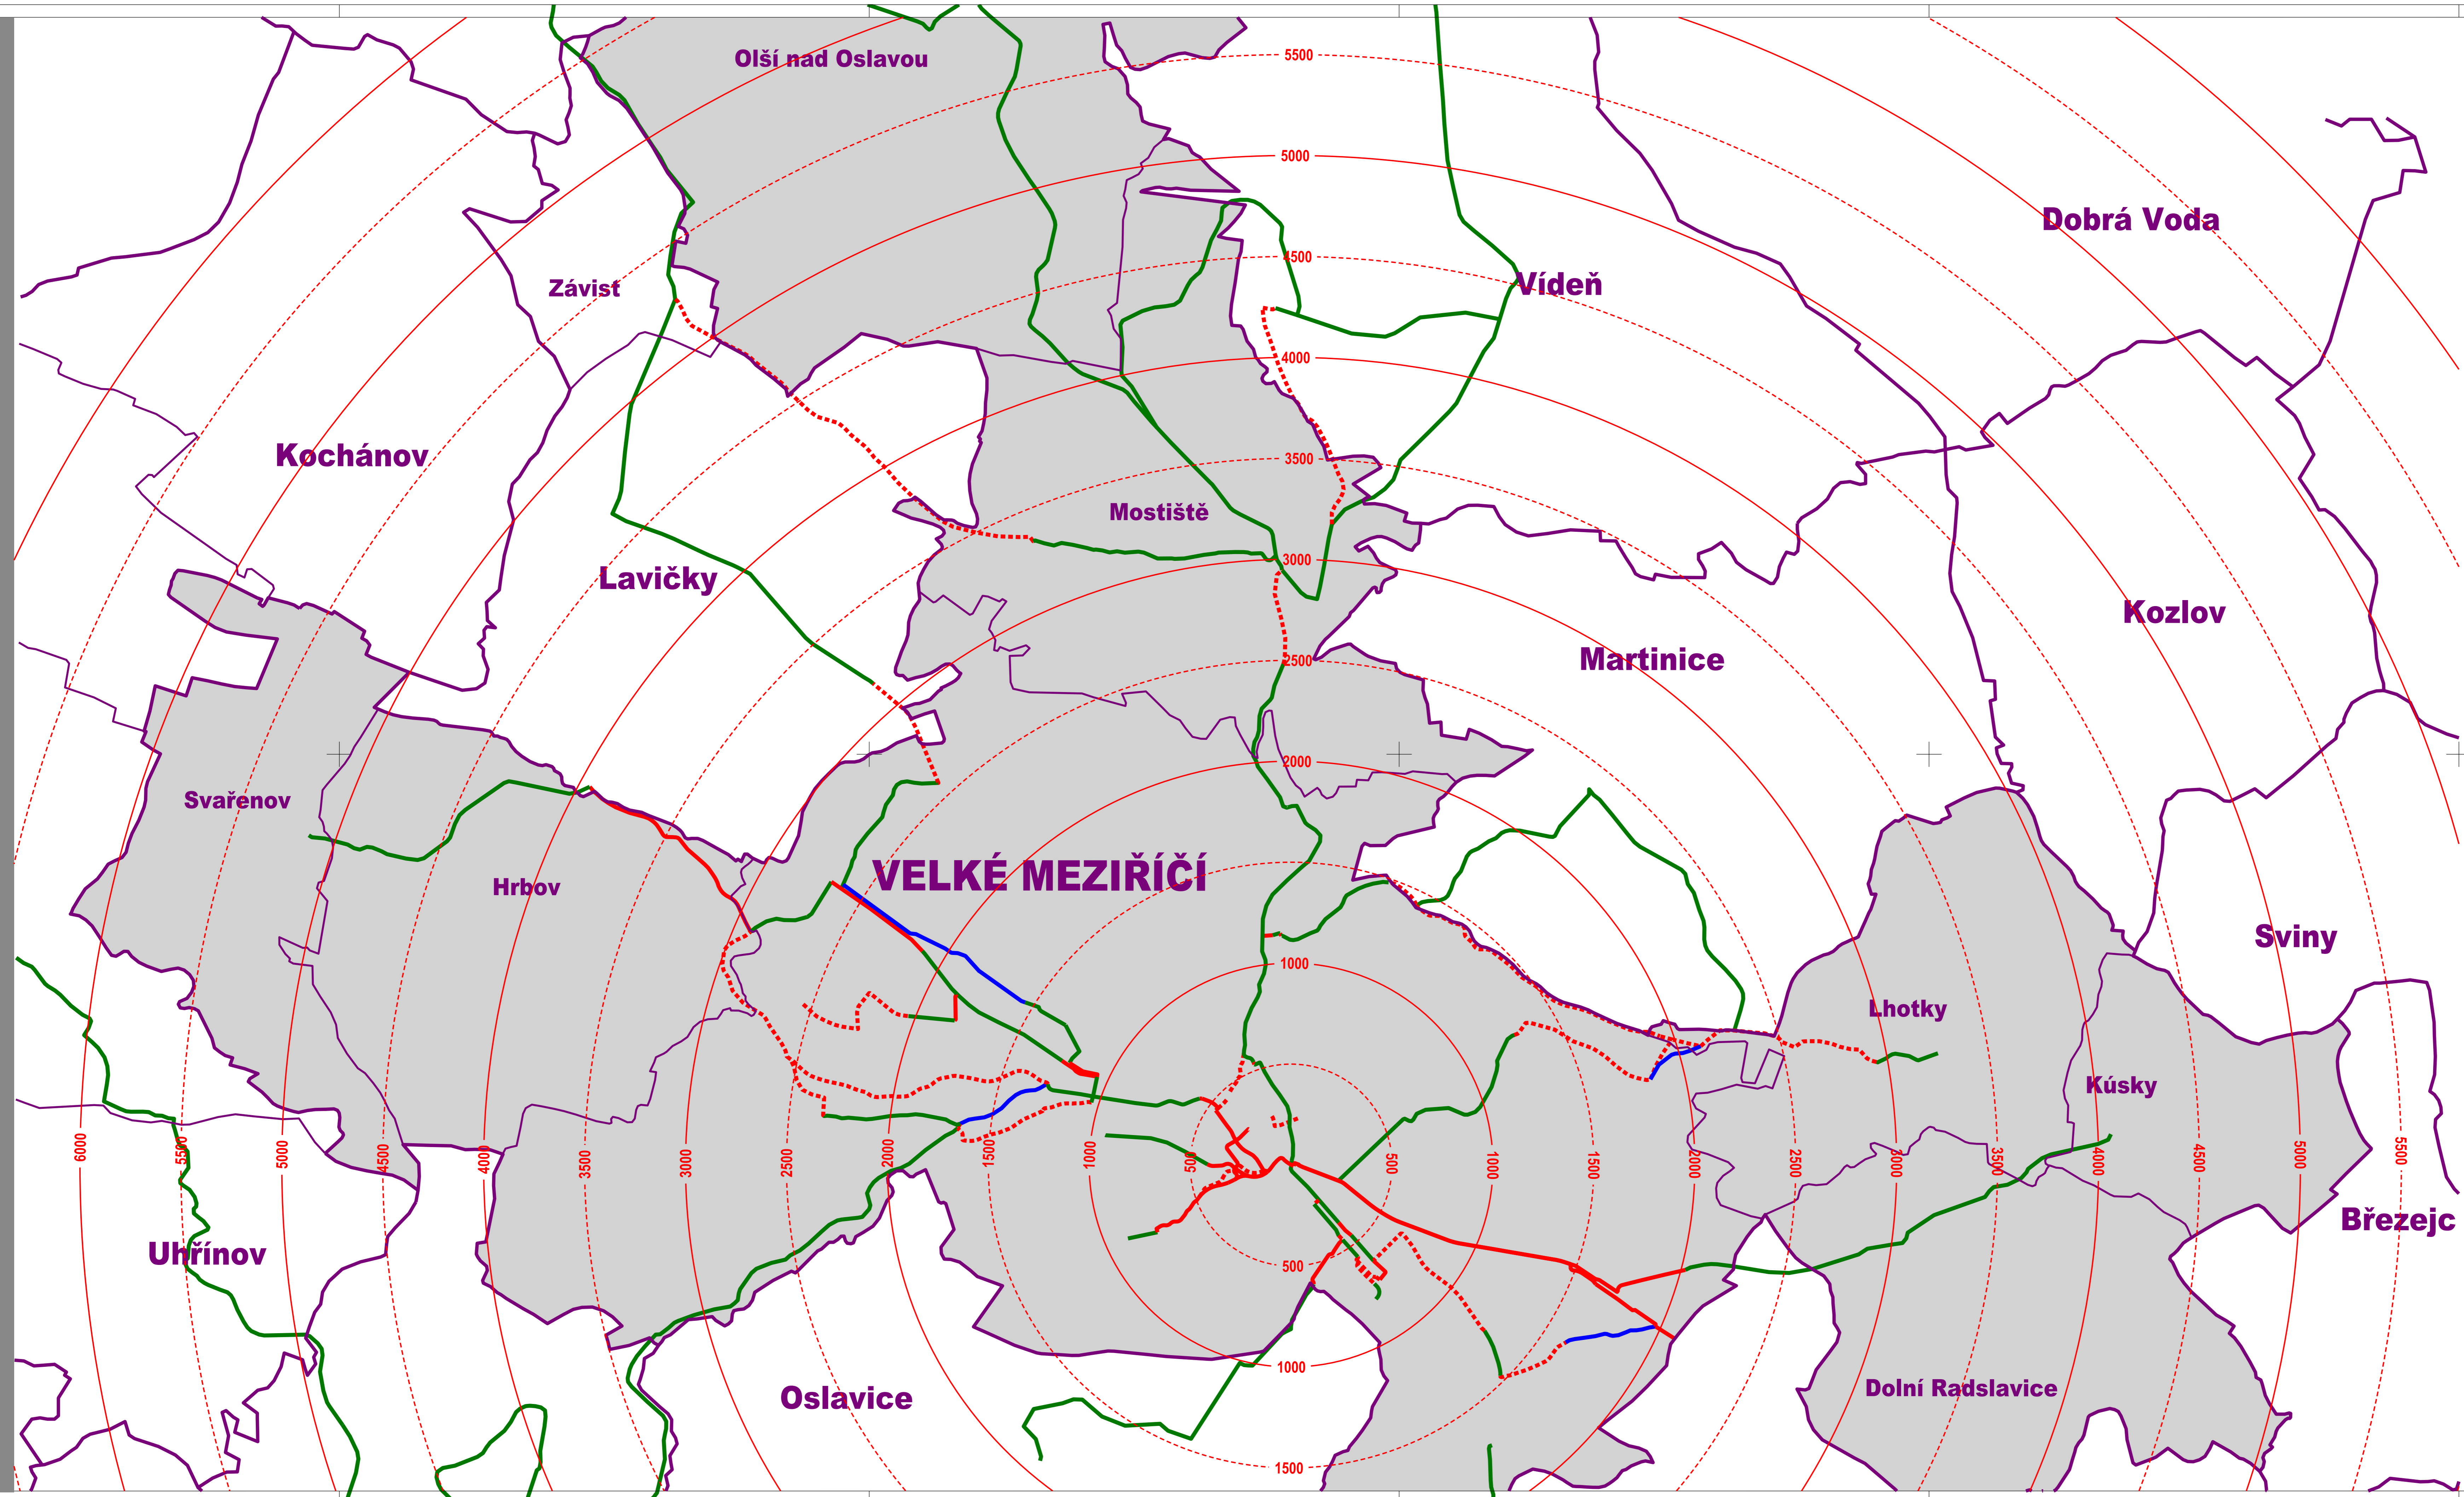 Olší nad Oslavou
5500
5000
Dobrá Voda
4500
Vídeň
Závist
4000
Kochánov
3500
Mostiště
3000
Lavičky
Kozlov
2500
Martinice
2000
Svařenov
VELKÉ MEZIŘÍČÍ
Hrbov
Sviny
1000
Lhotky
Kúsky
6000
5500
5000
4500
4000
3500
3000
2500
2000
1500
1000
500
500
1000
1500
2000
2500
3000
3500
4000
4500
5000
5500
Březejc
Uhřínov
500
1000
Dolní Radslavice
Oslavice
1500